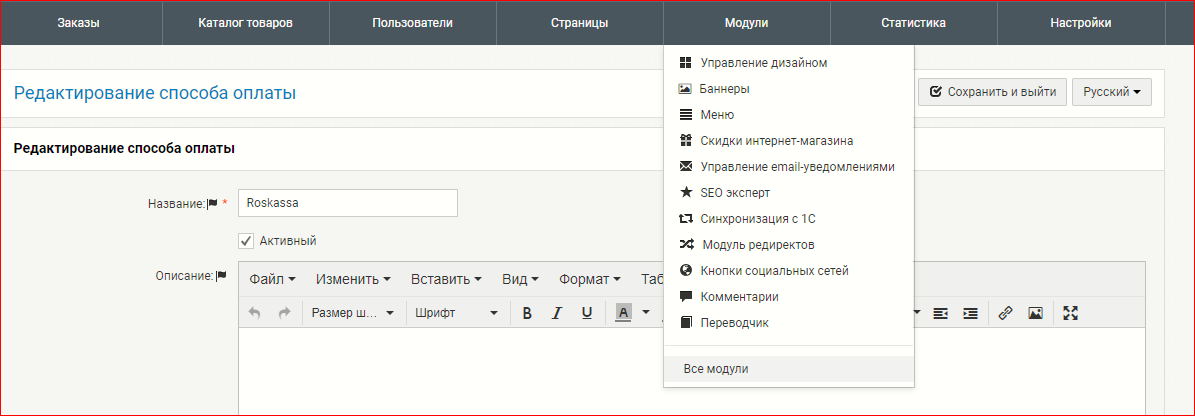 Заказы Каталог товаров Пользователи Страницы Модули Статистика Настройки
Управление дизайном
Баннеры
Меню
Скидки интернет-магазина
Управление email-уведомлениями
SEO эксперт
Синхронизация с 1С
Модуль редиректов
Кнопки социальных сетей
Комментарии
Переводчик
Все модули
Редактирование способа оплаты
Сохранить и выйти Русский
Редактирование способа оплаты
Название: * Roskassa
Активный
Описание:
Файл Изменить Вставить Вид Формат Таб
Размер ш... Шрифт B I U A